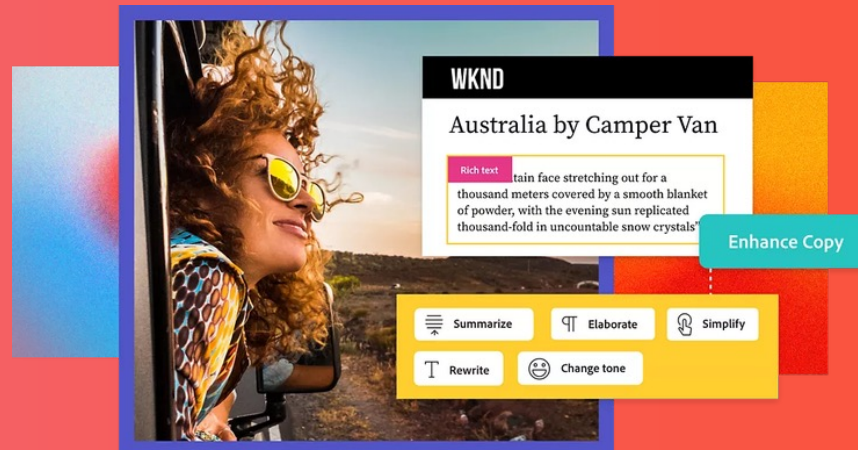 WKND
Australia by Camper Van
Rich text
tain face stretching out for a
thousand meters covered by a smooth blanket
of powder, with the evening sun replicated
thousand-fold in uncountable snow crystals"
Enhance Copy
Summarize
Elaborate
Simplify
Rewrite
Change tone